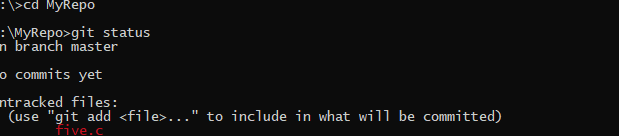 :\>cd MyRepo
:\MyRepo>git status
n branch master
o commits yet
ntracked files:
(use "git add <file>..." to include in what will be committed)
five.c